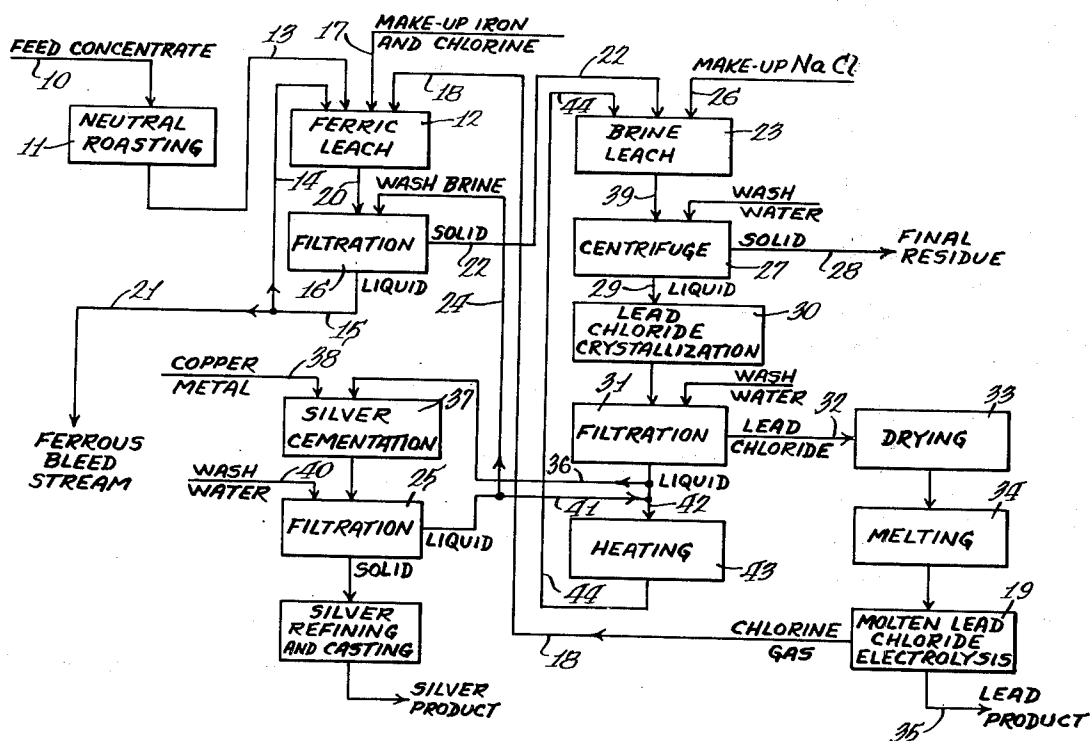 FEED CONCENTRATE
10
NEUTRAL
ROASTING
11
13
17
MAKE-UP IRON
AND CHLORINE
18
FERRIC
LEACH
12
14
20
WASH BRINE
FILTRATION
16
SOLID
22
LIQUID
15
21
24
FERROUS
BLEED
STREAM
COPPER
METAL
38
SILVER
CEMENTATION
37
WASH
WATER
40
FILTRATION
25
LIQUID
SOLID
SILVER
REFINING
AND CASTING
SILVER
PRODUCT
22
44
MAKE-UP NaCl
26
BRINE
LEACH
23
39
WASH
WATER
CENTRIFUGE
27
SOLID
28
FINAL
RESIDUE
29
LIQUID
LEAD
CHLORIDE
CRYSTALLIZATION
30
WASH
WATER
31
FILTRATION
32
LEAD
CHLORIDE
36
LIQUID
41
42
HEATING
43
44
33
DRYING
34
MELTING
19
MOLTEN LEAD
CHLORIDE
ELECTROLYSIS
CHLORINE
GAS
18
LEAD
PRODUCT
35